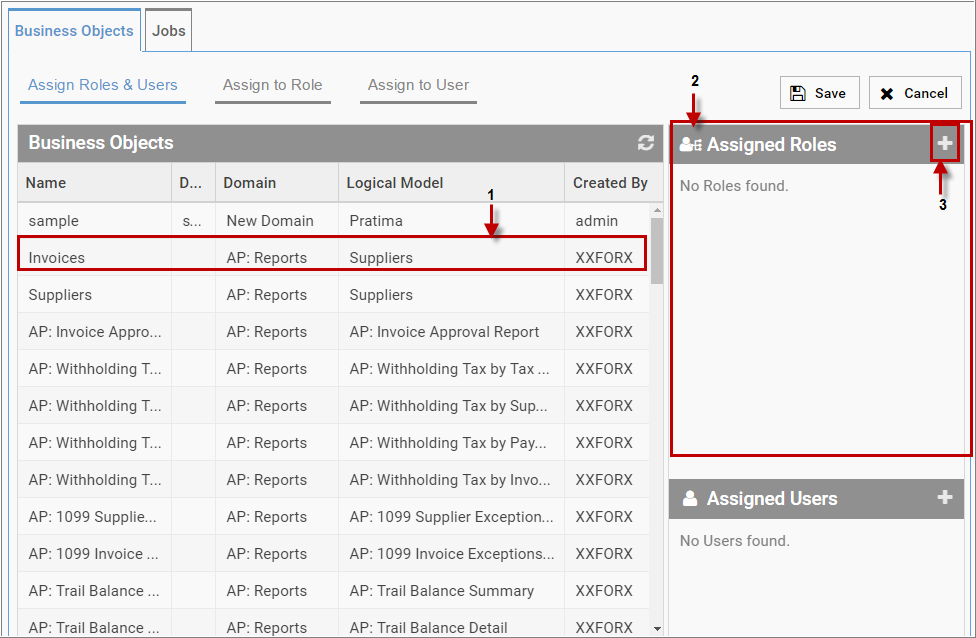 Business Objects Jobs
Assign Roles & Users Assign to Role Assign to User
2
Save Cancel
Business Objects
Assigned Roles
Name D... Domain Logical Model Created By
No Roles found.
1
3
sample s... New Domain Pratima admin
Invoices AP: Reports Suppliers XXFORX
Suppliers AP: Reports Suppliers XXFORX
AP: Invoice Appro... AP: Reports AP: Invoice Approval Report XXFORX
AP: Withholding T... AP: Reports AP: Withholding Tax by Tax ... XXFORX
AP: Withholding T... AP: Reports AP: Withholding Tax by Sup... XXFORX
AP: Withholding T... AP: Reports AP: Withholding Tax by Pay... XXFORX
AP: Withholding T... AP: Reports AP: Withholding Tax by Invo... XXFORX
AP: 1099 Supplie... AP: Reports AP: 1099 Supplier Exception... XXFORX
AP: 1099 Invoice ... AP: Reports AP: 1099 Invoice Exceptions... XXFORX
AP: Trail Balance ... AP: Reports AP: Trail Balance Summary XXFORX
AP: Trail Balance ... AP: Reports AP: Trail Balance Detail XXFORX
Assigned Users
No Users found.